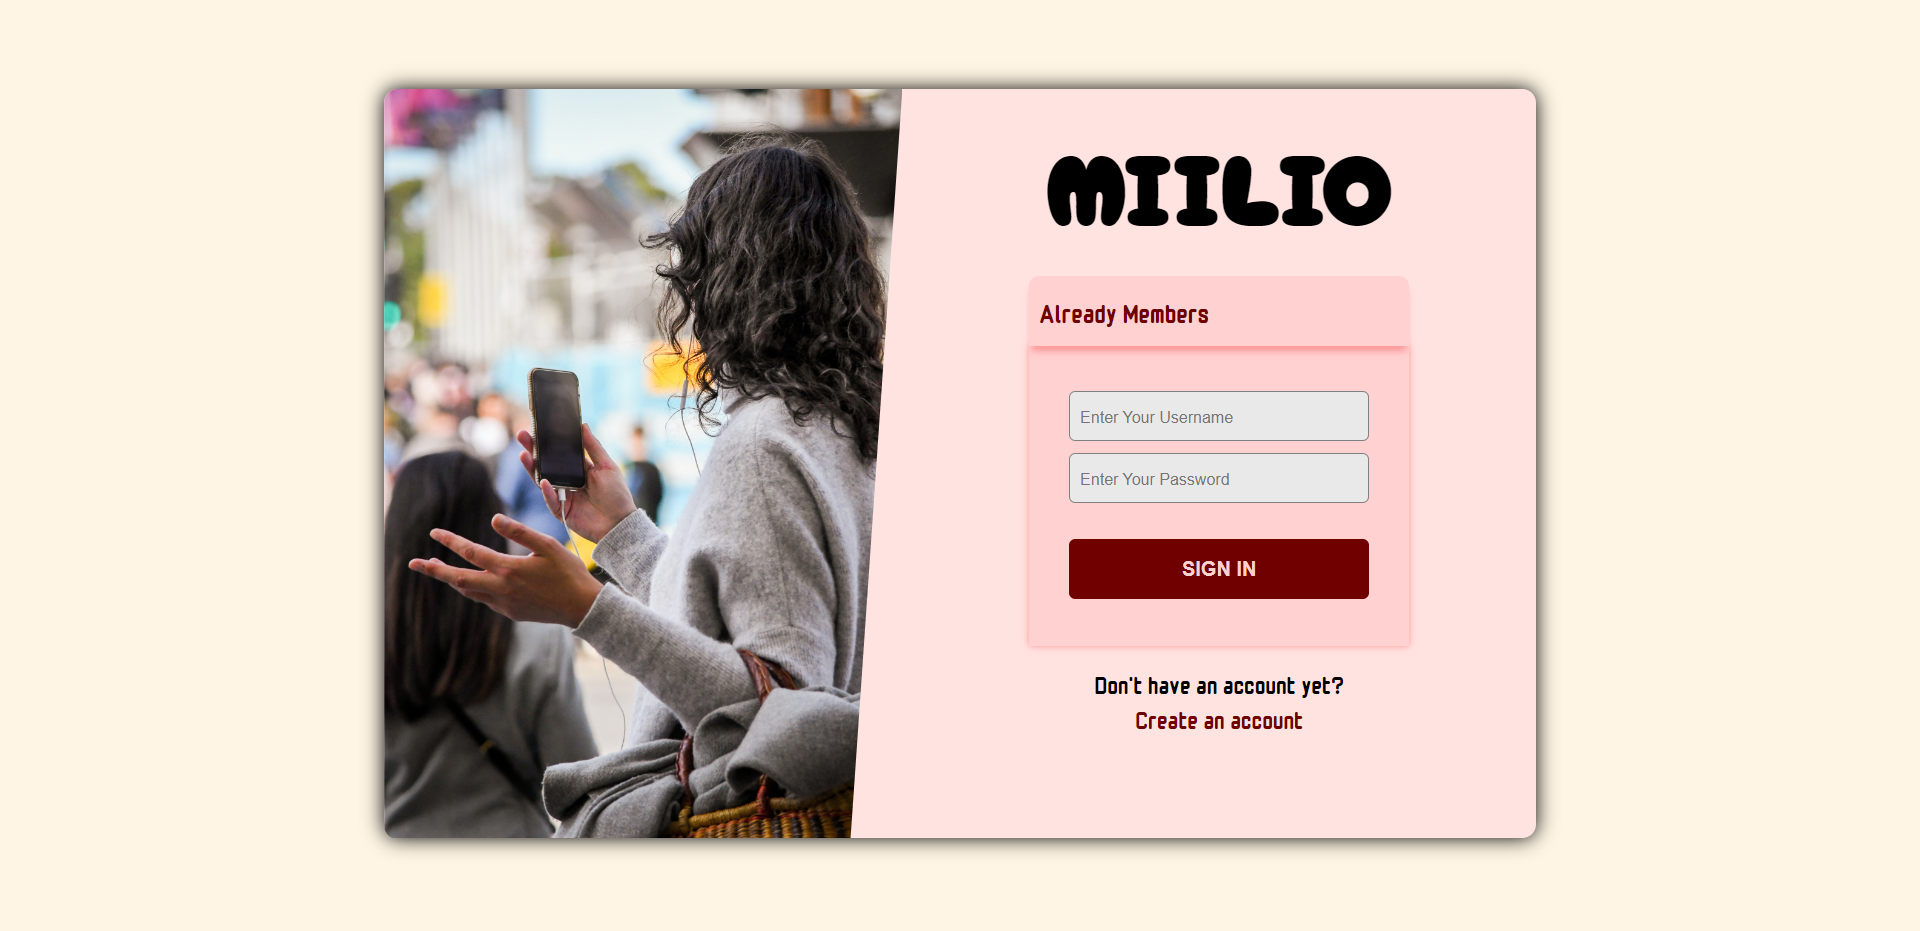 MIILIO
Already Members
Enter Your Username
Enter Your Password
SIGN IN
Don't have an account yet?
Create an account